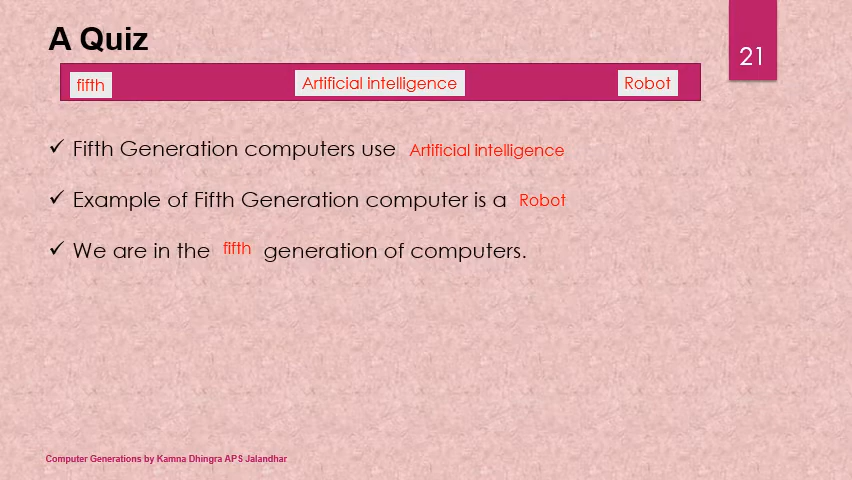 A Quiz
21
fifth Artificial intelligence Robot
✓ Fifth Generation computers use Artificial intelligence
✓ Example of Fifth Generation computer is a Robot
✓ We are in the fifth generation of computers.
Computer Generations by Kamna Dhingra APS Jalandhar